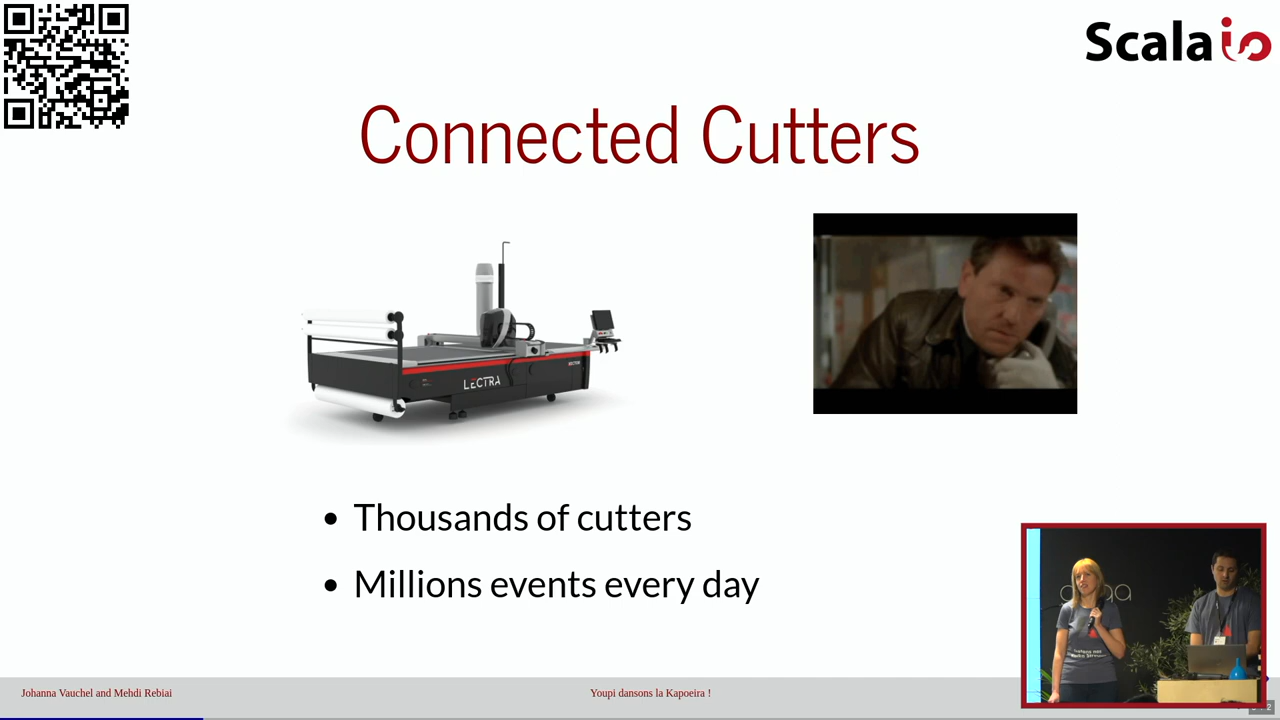 Scala io
Connected Cutters
LECTRA
Thousands of cutters
Millions events every day
Johanna Vauchel and Mehdi Rebiai
Youpi dansons la Kapoeira !